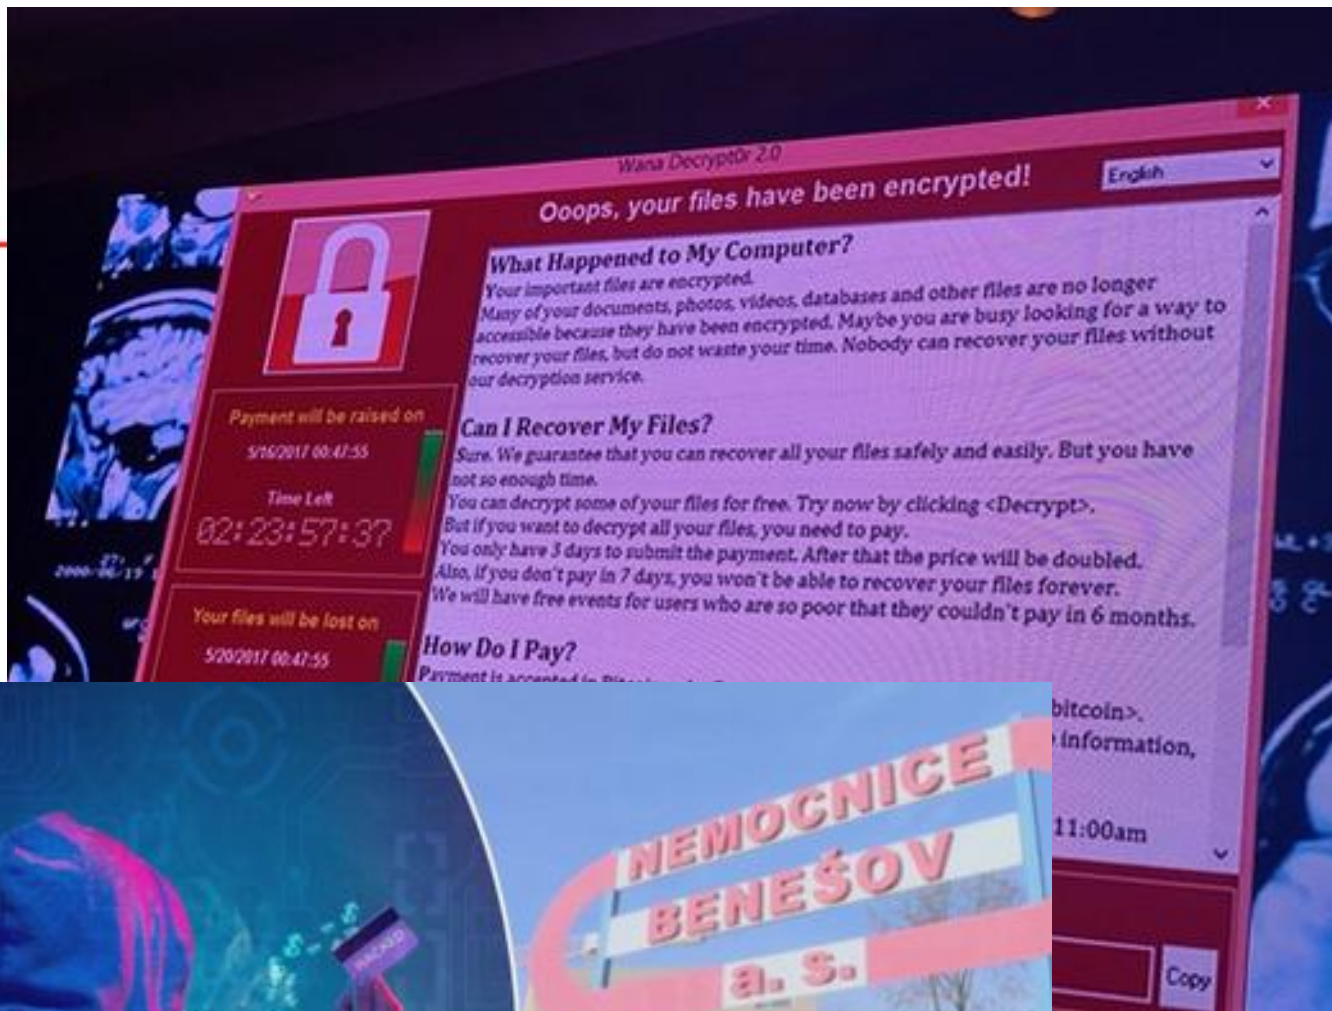 Wana Decrypt0r 2.0
Ooops, your files have been encrypted!
English
What Happened to My Computer?
Your important files are encrypted.
Many of your documents, photos, videos, databases and other files are no longer
accessible because they have been encrypted. Maybe you are busy looking for a way to
recover your files, but do not waste your time. Nobody can recover your files without
our decryption service.
Can I Recover My Files?
Sure. We guarantee that you can recover all your files safely and easily. But you have
not so enough time.
You can decrypt some of your files for free. Try now by clicking <Decrypt>.
But if you want to decrypt all your files, you need to pay.
You only have 3 days to submit the payment. After that the price will be doubled.
Also, if you don't pay in 7 days, you won't be able to recover your files forever.
We will have free events for users who are so poor that they couldn't pay in 6 months.
How Do I Pay?
Payment is accepted in
bitcoin>.
information,
11:00am
Copy
Payment will be raised on
5/16/2017 00:47:55
Time Left
02:23:57:37
Your files will be lost on
5/20/2017 00:47:55
HACKED
NEMOCNICE
BENEŠOV
a. s.